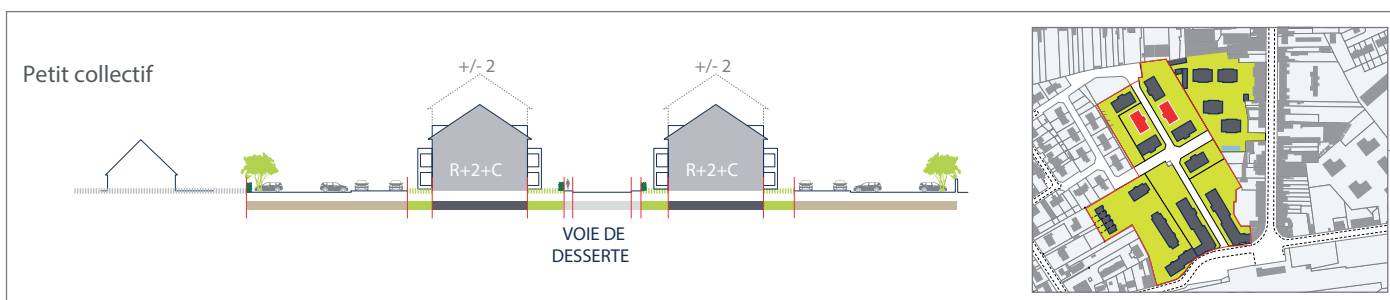 Petit collectif
+/- 2
+/- 2
R+2+C
R+2+C
VOIE DE
DESSERTE